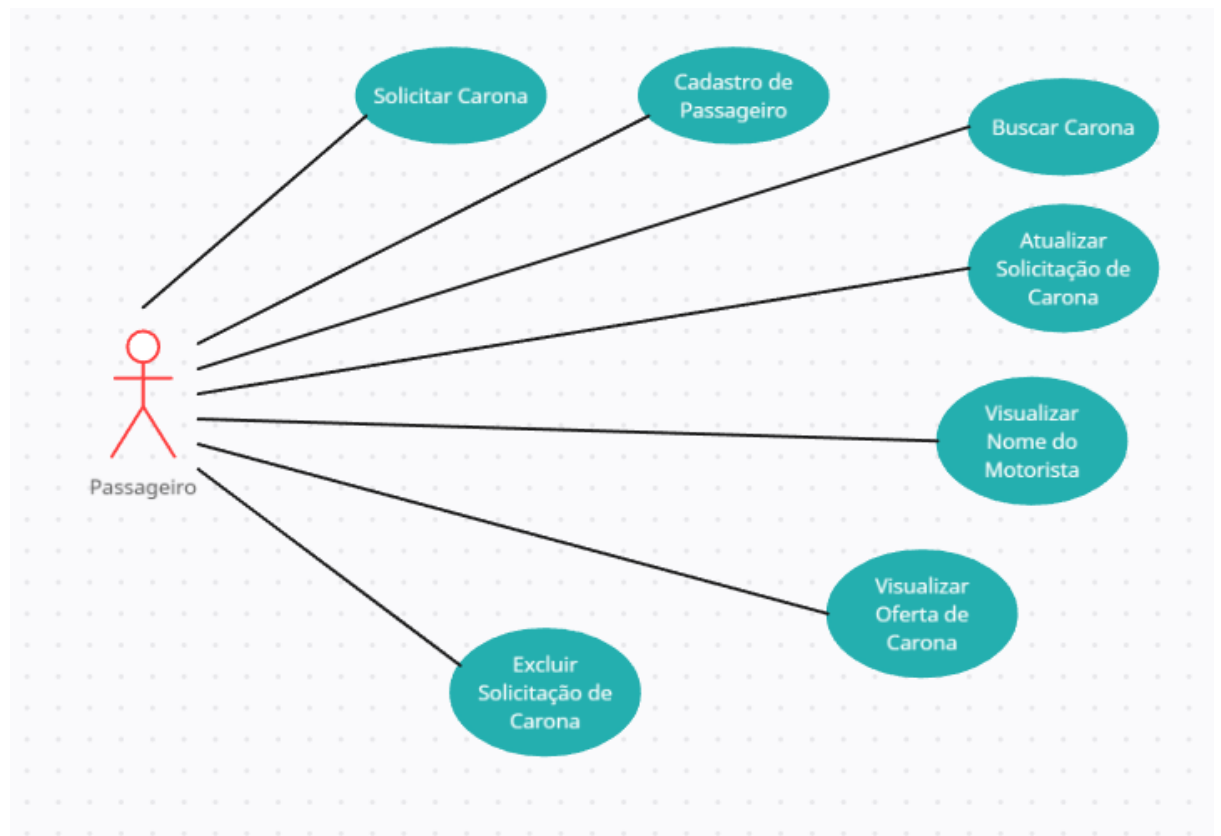 Solicitar Carona
Cadastro de
Passageiro
Buscar Carona
Atualizar
Solicitação de
Carona
Visualizar
Nome do
Motorista
Passageiro
Visualizar
Oferta de
Carona
Excluir
Solicitação de
Carona